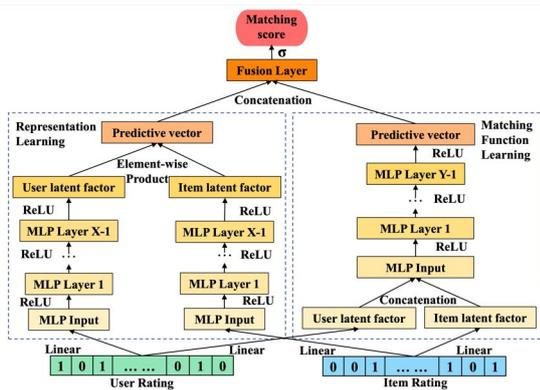 Matching
score
σ
Fusion Layer
Concatenation
Representation
Learning
Predictive vector
Element-wise
Product
User latent factor
Item latent factor
ReLU
ReLU
MLP Layer X-1
MLP Layer X-1
ReLU ...
... ReLU
MLP Layer 1
MLP Layer 1
ReLU
ReLU
MLP Input
MLP Input
Matching
Function
Learning
Predictive vector
ReLU
MLP Layer Y-1
... ReLU
MLP Layer 1
ReLU
MLP Input
Concatenation
User latent factor
Item latent factor
Linear
Linear
Linear
Linear
1 0 1 ... ... 0 1 0
0 0 1 ... ... 1 0 1
User Rating
Item Rating